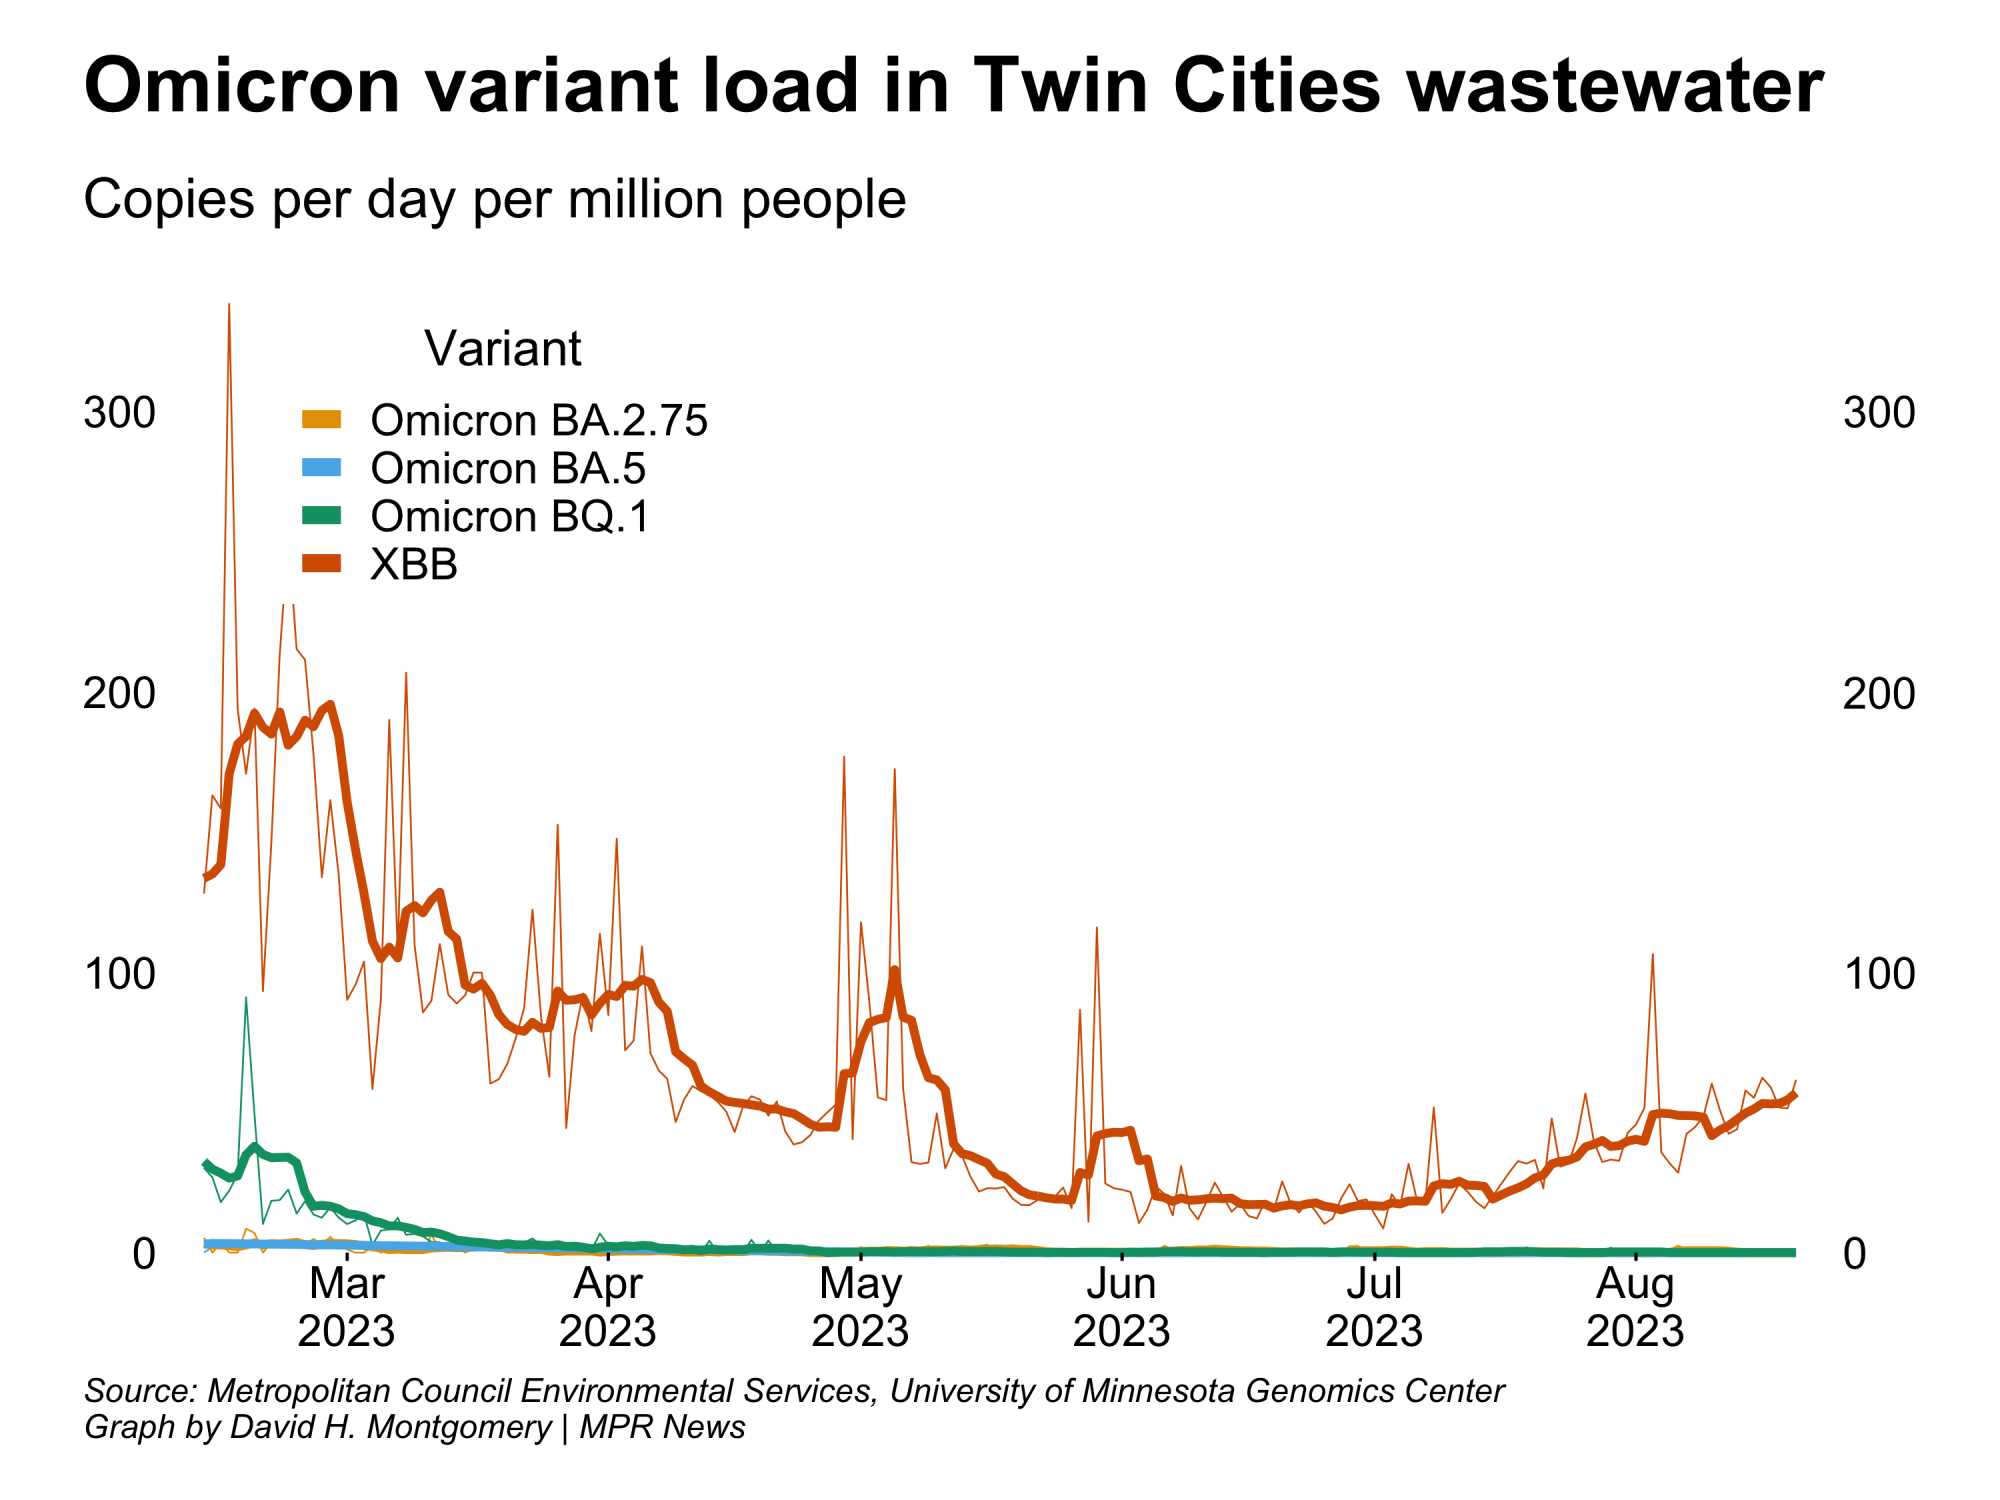 Omicron variant load in Twin Cities wastewater
Copies per day per million people
Variant
Omicron BA.2.75
Omicron BA.5
Omicron BQ.1
XBB
300 300
200 200
100 100
0 0
Mar Apr May Jun Jul Aug
2023 2023 2023 2023 2023 2023
Source: Metropolitan Council Environmental Services, University of Minnesota Genomics Center
Graph by David H. Montgomery | MPR News